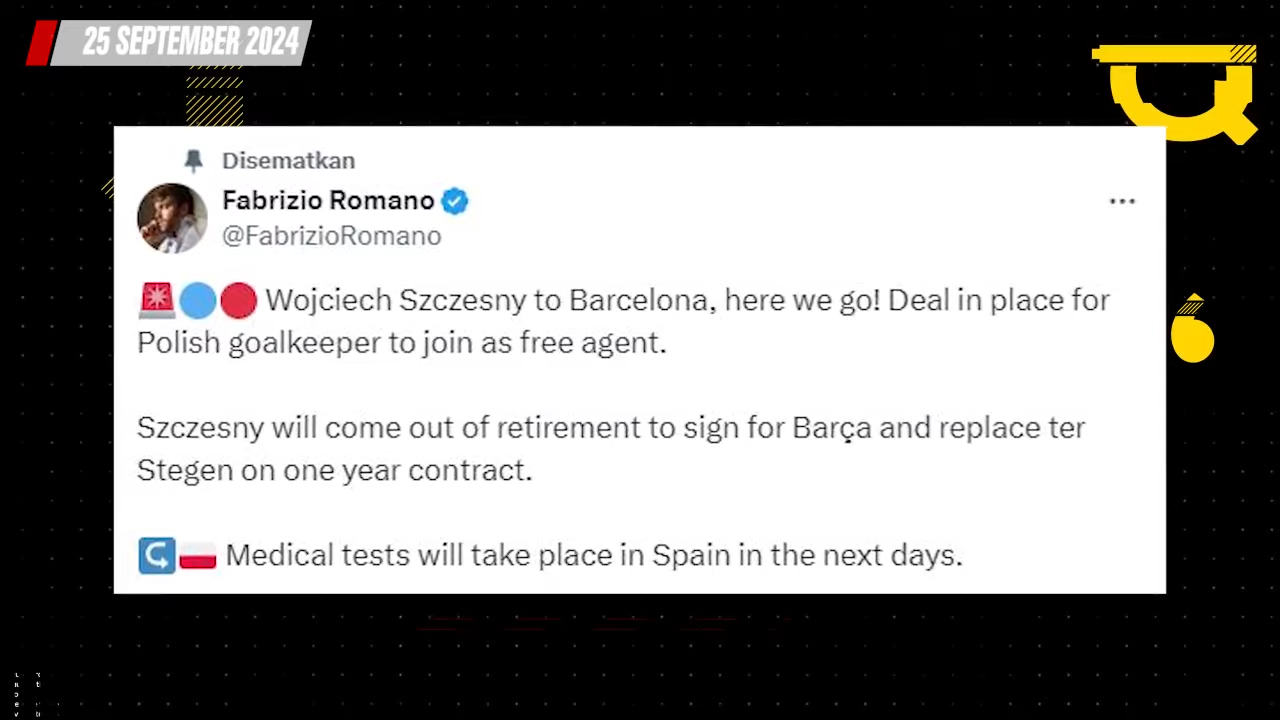 25 SEPTEMBER 2024
Disematkan
Fabrizio Romano
@FabrizioRomano
🚨🔵🔴 Wojciech Szczesny to Barcelona, here we go! Deal in place for
Polish goalkeeper to join as free agent.
Szczesny will come out of retirement to sign for Barça and replace ter
Stegen on one year contract.
↪️🇵🇱 Medical tests will take place in Spain in the next days.